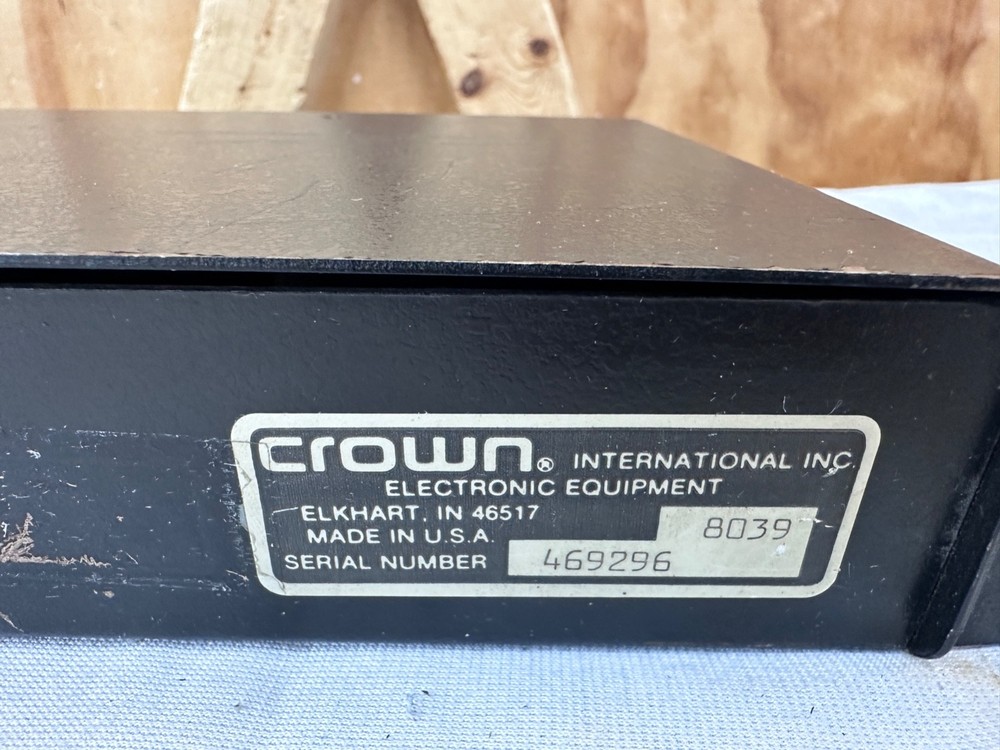 crown® INTERNATIONAL INC.
ELECTRONIC EQUIPMENT
ELKHART, IN 46517
MADE IN U.S.A. 8039
SERIAL NUMBER 469296